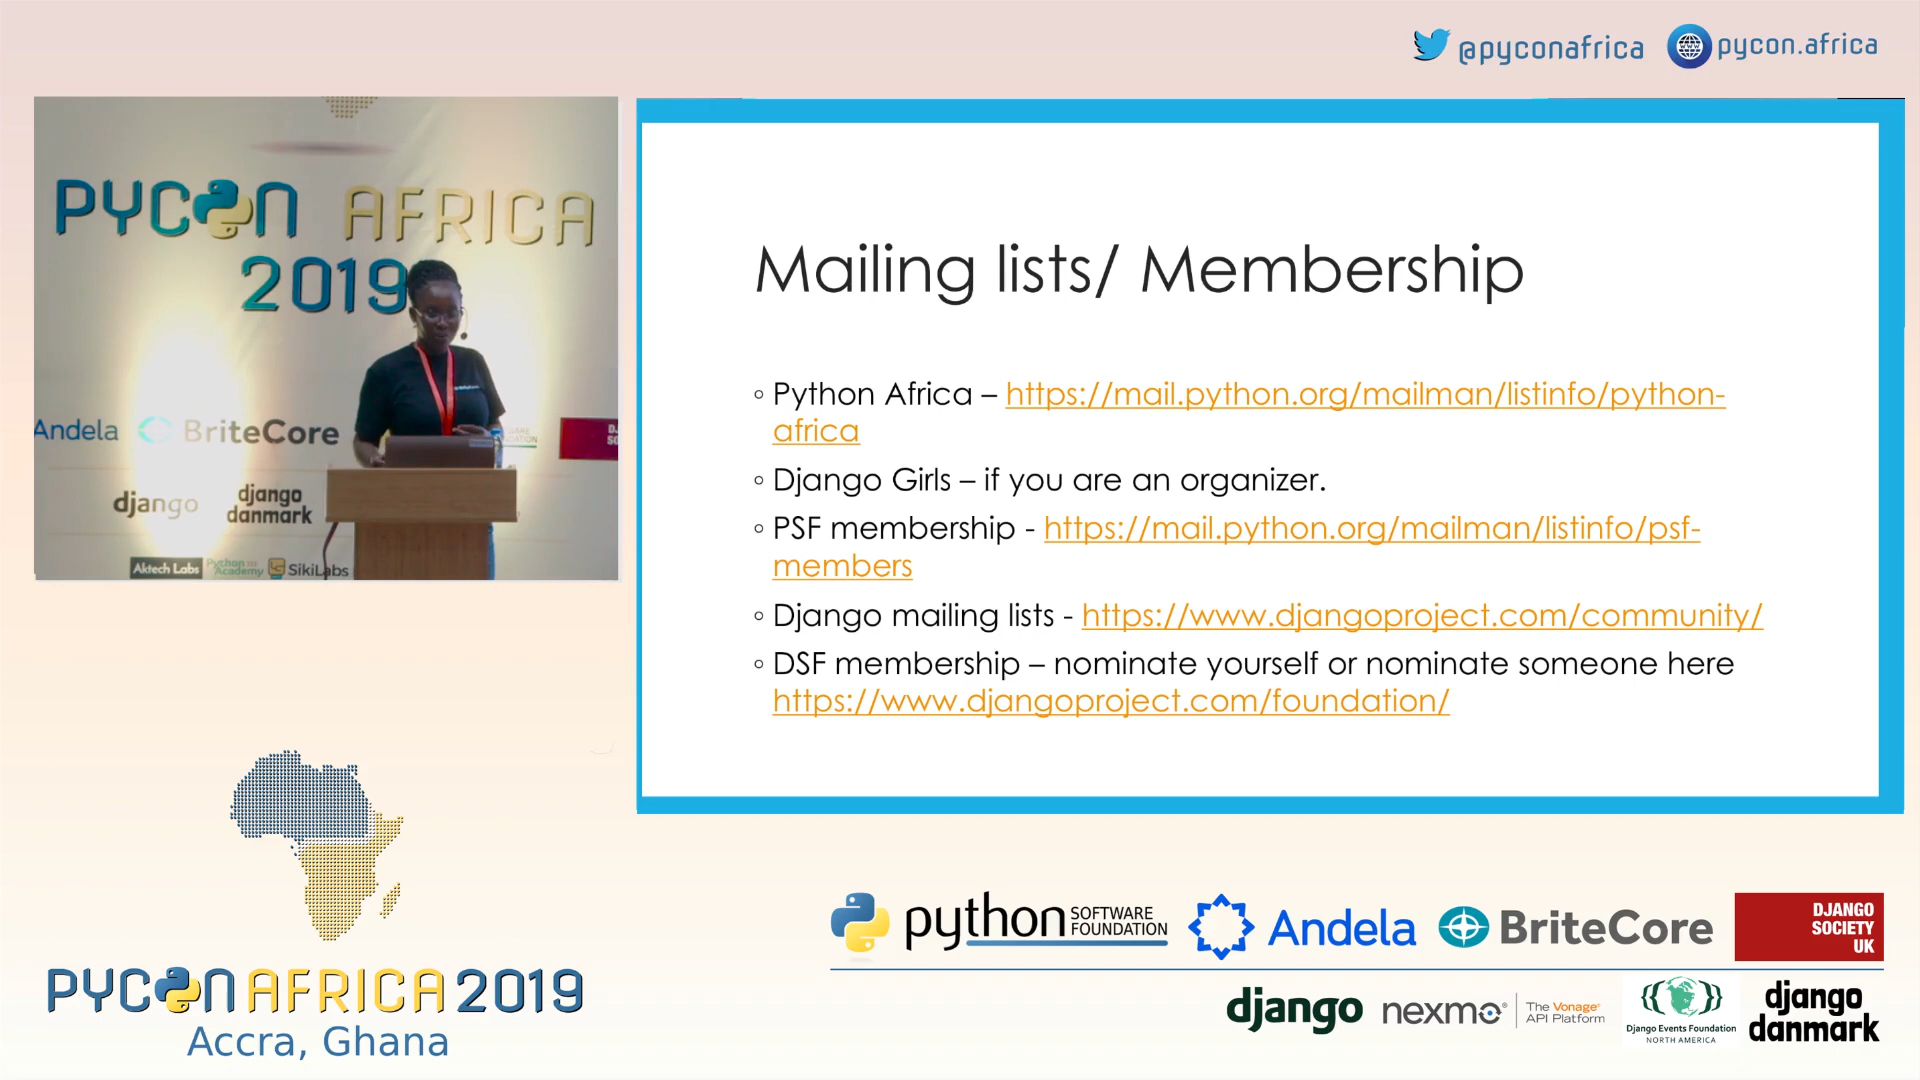 @pyconafrica
pycon.africa
PYCON AFRICA
2019
Andela
BriteCore
django
django
danmark
Aktech Labs
Python
Academy
SikiLabs
Mailing lists/ Membership
◦ Python Africa – https://mail.python.org/mailman/listinfo/python-
africa
◦ Django Girls – if you are an organizer.
◦ PSF membership - https://mail.python.org/mailman/listinfo/psf-
members
◦ Django mailing lists - https://www.djangoproject.com/community/
◦ DSF membership – nominate yourself or nominate someone here
https://www.djangoproject.com/foundation/
PYCON AFRICA 2019
Accra, Ghana
python SOFTWARE
FOUNDATION
Andela
BriteCore
DJANGO
SOCIETY
UK
django
nexmo®
The Vonage®
API Platform
Django Events Foundation
NORTH AMERICA
django
danmark